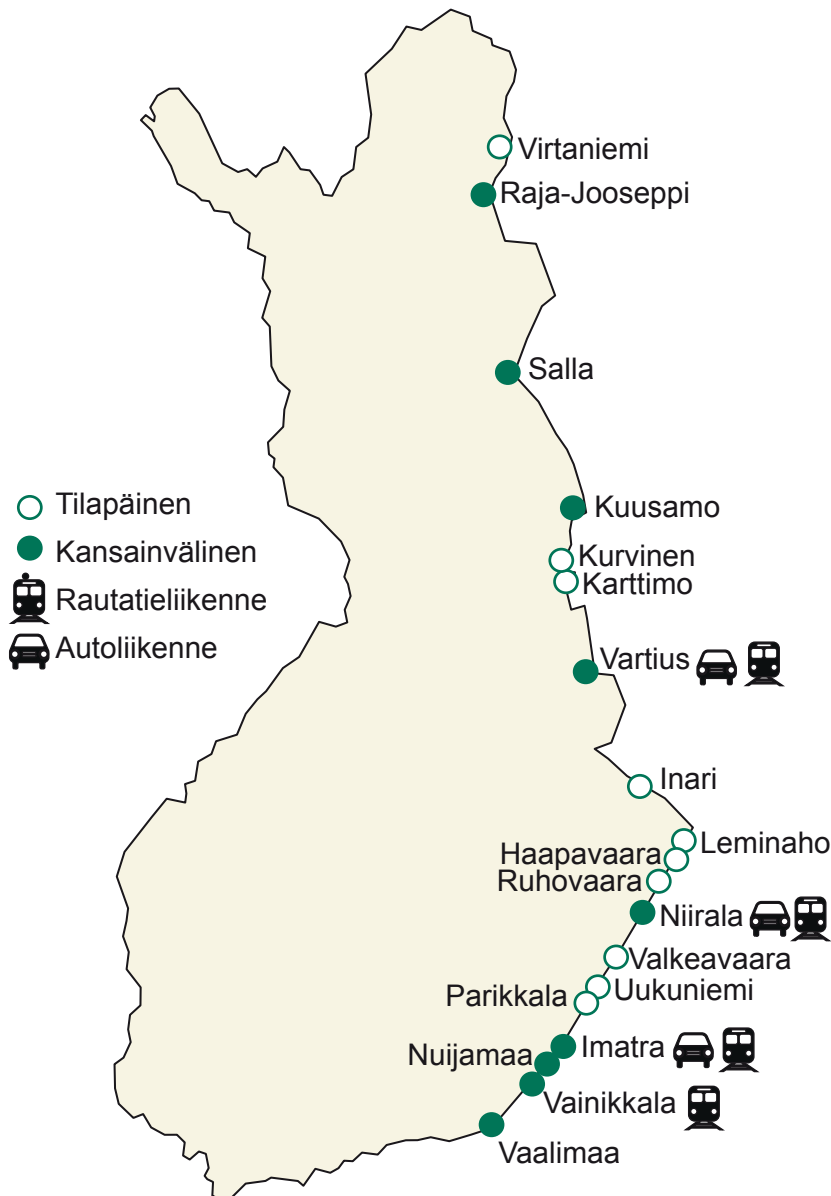 Virtaniemi
Raja-Jooseppi
Salla
Tilapäinen
Kansainvälinen
Rautatieliikenne
Autoliikenne
Kuusamo
Kurvinen
Karttimo
Vartius
Inari
Leminaho
Haapavaara
Ruhovaara
Niirala
Valkeavaara
Uukuniemi
Parikkala
Imatra
Nuijamaa
Vainikkala
Vaalimaa